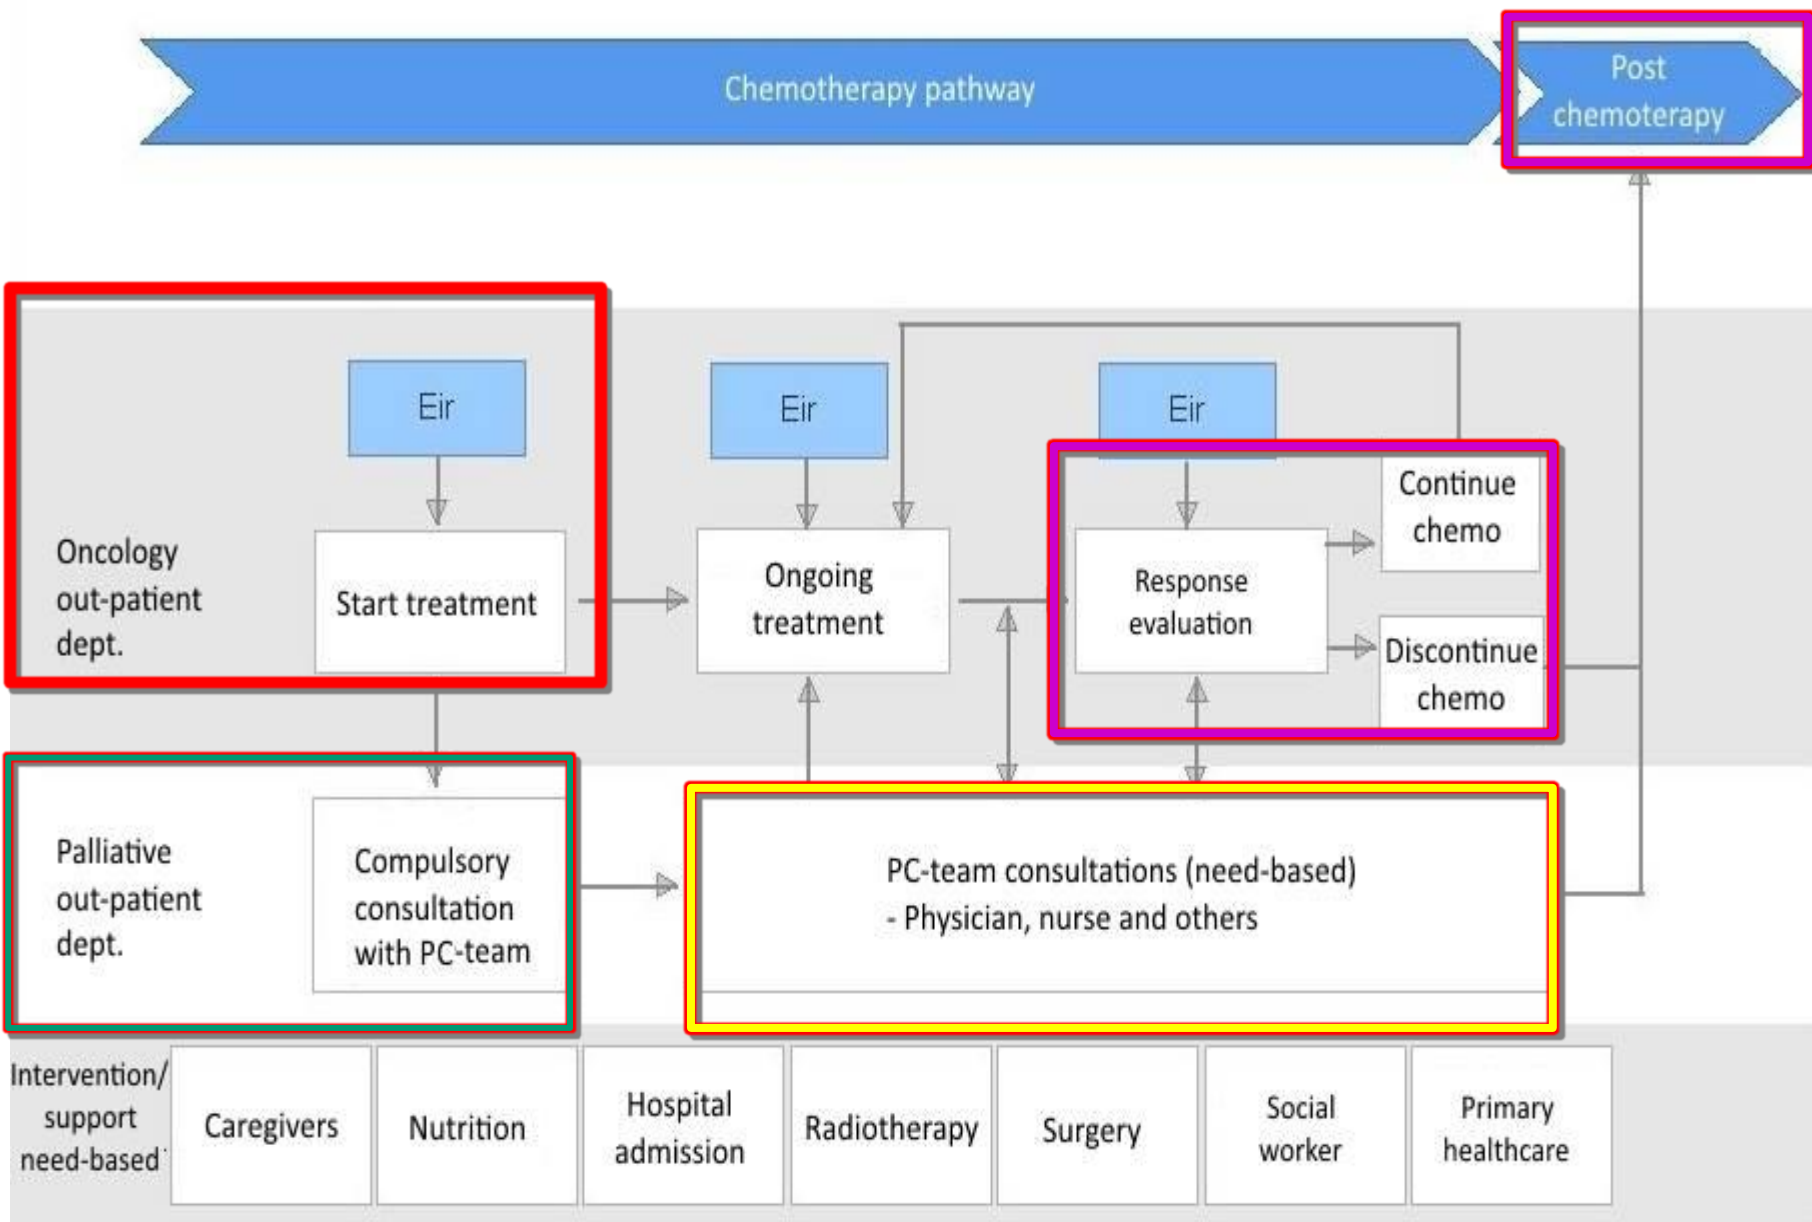 Chemotherapy pathway
Post
chemoterapy
Eir
Eir
Eir
Oncology
out-patient
dept.
Start treatment
Ongoing
treatment
Response
evaluation
Continue
chemo
Discontinue
chemo
Palliative
out-patient
dept.
Compulsory
consultation
with PC-team
PC-team consultations (need-based)
- Physician, nurse and others
Intervention/
support
need-based
Caregivers
Nutrition
Hospital
admission
Radiotherapy
Surgery
Social
worker
Primary
healthcare